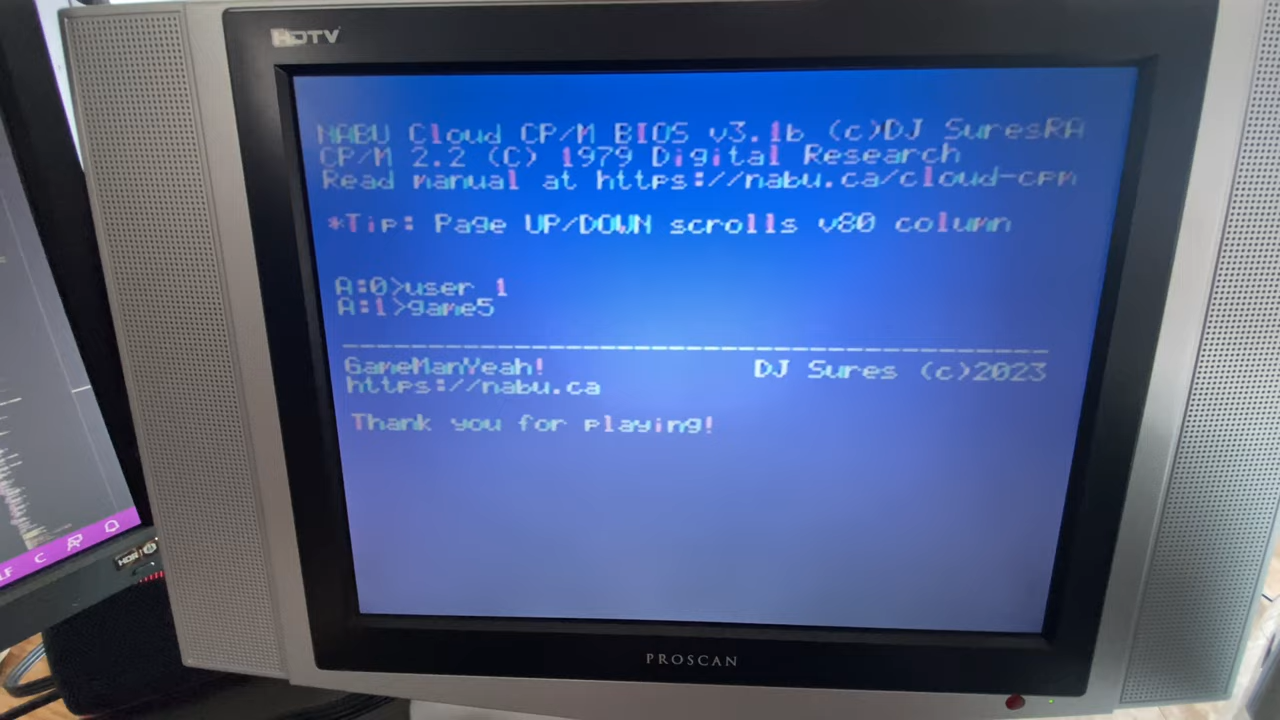 HDTV
NABU Cloud CP/M BIOS v3.1b (c)DJ SuresRA
CP/M 2.2 (C) 1979 Digital Research
Read manual at https://nabu.ca/cloud-cpm
*Tip: Page UP/DOWN scrolls v80 column
A:0>user 1
A:1>game5
GameManYeah! DJ Sures (c)2023
https://nabu.ca
Thank you for playing!
PROSCAN
HDR
LF C